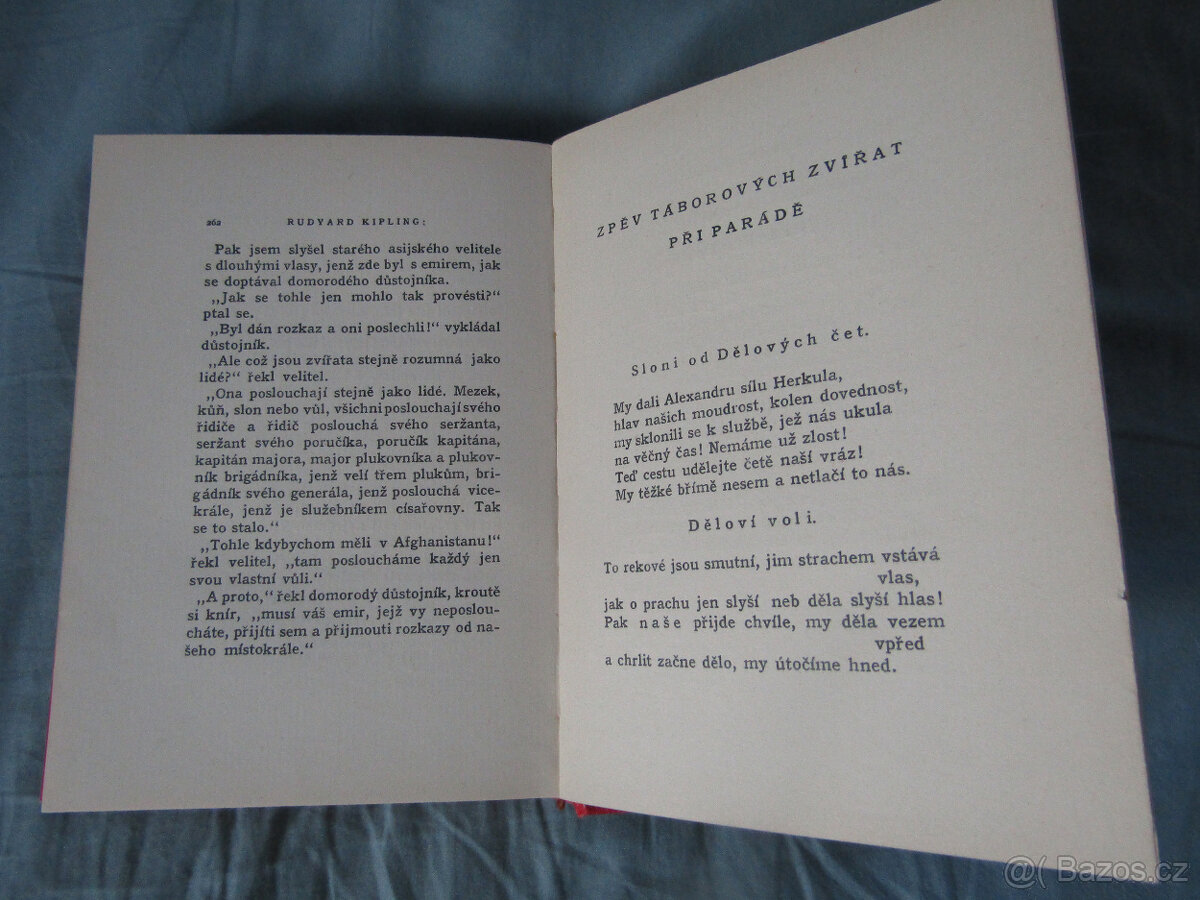 262 RUDYARD KIPLING:
Pak jsem slyšel starého asijského velitele
s dlouhými vlasy, jenž zde byl s emirem, jak
se doptával domorodého důstojníka.
„Jak se tohle jen mohlo tak provésti?“
ptal se.
„Byl dán rozkaz a oni poslechli!“ vykládal
důstojník.
„Ale což jsou zvířata stejně rozumná jako
lidé?“ řekl velitel.
„Ona poslouchají stejně jako lidé. Mezek,
kůň, slon nebo vůl, všichni poslouchají svého
řidiče a řidič poslouchá svého seržanta,
seržant svého poručíka, poručík kapitána,
kapitán majora, major plukovníka a plukov-
ník brigádníka, jenž velí třem plukům, bri-
gádník svého generála, jenž poslouchá vice-
krále, jenž je služebníkem císařovny. Tak
se to stalo.“
„Tohle kdybychom měli v Afghanistanu!“
řekl velitel, „tam posloucháme každý jen
svou vlastní vůli.“
„A proto,“ řekl domorodý důstojník, kroutě
si knír, „musí váš emir, jejž vy neposlou-
cháte, přijíti sem a přijmouti rozkazy od na-
šeho místokrále.“
ZPĚV TÁBOROVÝCH ZVÍŘAT
PŘI PARÁDĚ
Sloni od Dělových čet.
My dali Alexandru sílu Herkula,
hlav našich moudrost, kolen dovednost,
my sklonili se k službě, jež nás ukula
na věčný čas! Nemáme už zlost!
Teď cestu udělejte četě naší vráz!
My těžké břímě nesem a netlačí to nás.
Děloví voli.
To rekové jsou smutní, jim strachem vstává
vlas,
jak o prachu jen slyší neb děla slyší hlas!
Pak naše přijde chvíle, my děla vezem
vpřed
a chrlit začne dělo, my útočíme hned.
@( Bazos.cz